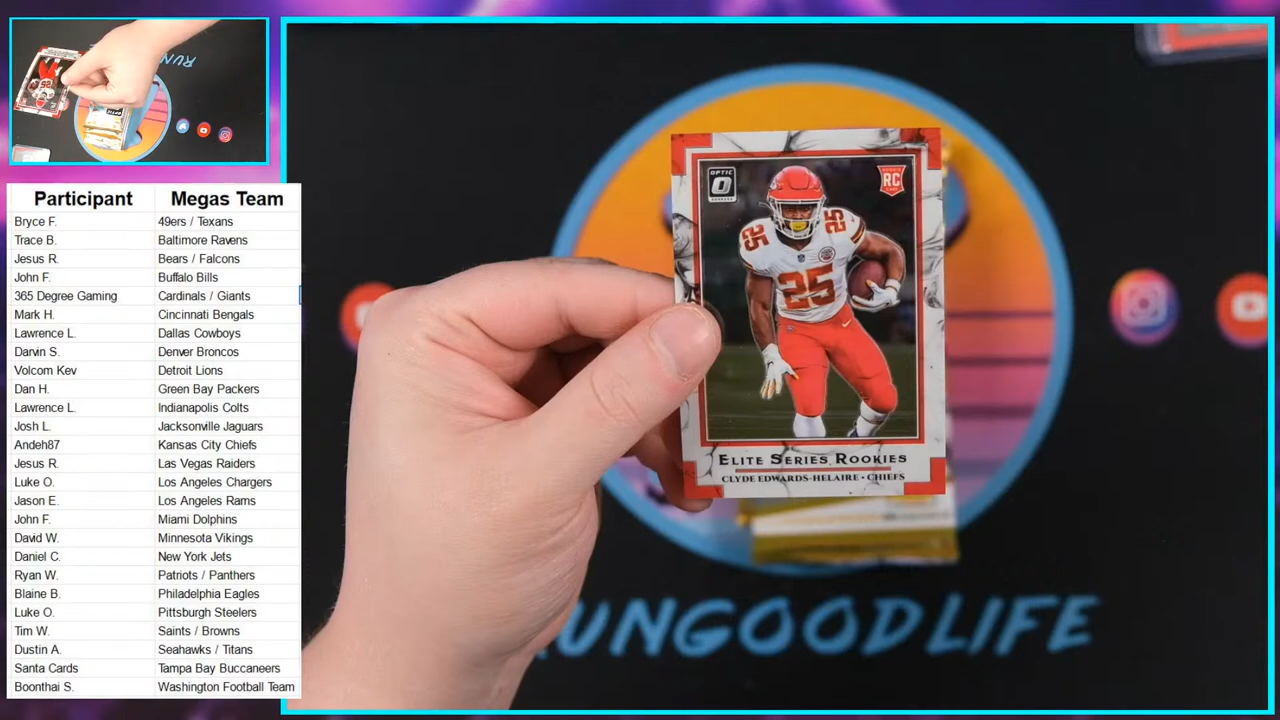 Participant Megas Team
Bryce F. 49ers / Texans
Trace B. Baltimore Ravens
Jesus R. Bears / Falcons
John F. Buffalo Bills
365 Degree Gaming Cardinals / Giants
Mark H. Cincinnati Bengals
Lawrence L. Dallas Cowboys
Darvin S. Denver Broncos
Volcom Kev Detroit Lions
Dan H. Green Bay Packers
Lawrence L. Indianapolis Colts
Josh L. Jacksonville Jaguars
Andeh87 Kansas City Chiefs
Jesus R. Las Vegas Raiders
Luke O. Los Angeles Chargers
Jason E. Los Angeles Rams
John F. Miami Dolphins
David W. Minnesota Vikings
Daniel C. New York Jets
Ryan W. Patriots / Panthers
Blaine B. Philadelphia Eagles
Luke O. Pittsburgh Steelers
Tim W. Saints / Browns
Dustin A. Seahawks / Titans
Santa Cards Tampa Bay Buccaneers
Boonthai S. Washington Football Team
OPTIC
RC
25 25
25
ELITE SERIES ROOKIES
CLYDE EDWARDS-HELAIRE • CHIEFS
RUNGOODLIFE